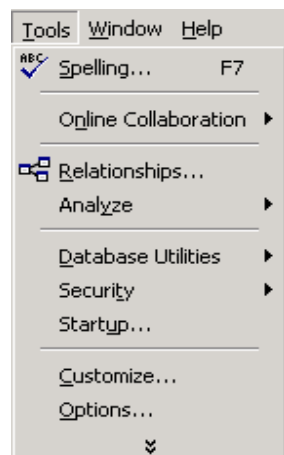 Tools Window Help
ABC Spelling... F7
Online Collaboration
Relationships...
Analyze
Database Utilities
Security
Startup...
Customize...
Options...